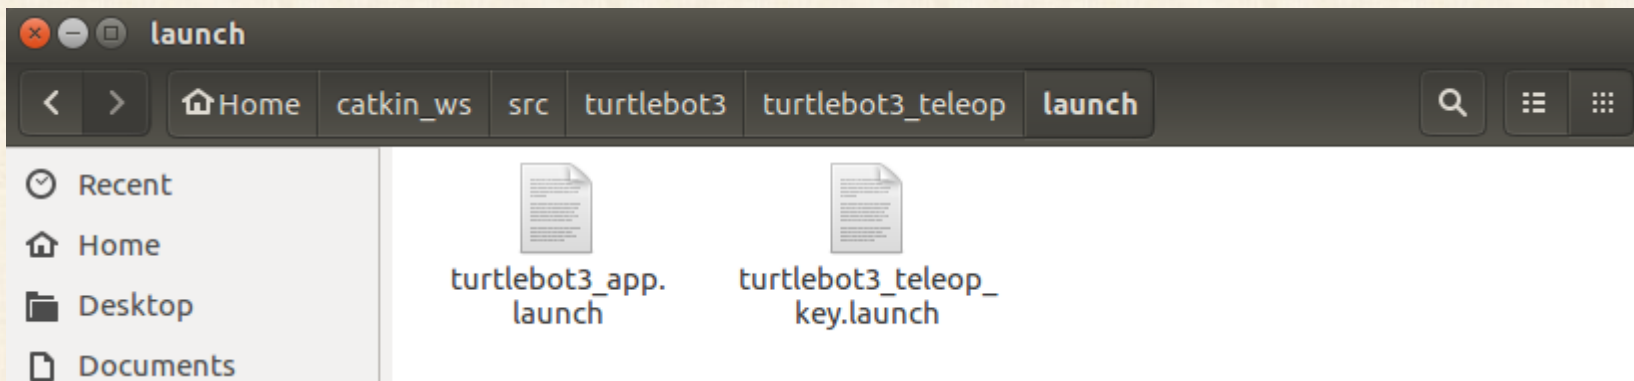 launch
Home catkin_ws src turtlebot3 turtlebot3_teleop launch
Recent
Home
Desktop
Documents
turtlebot3_app.
launch
turtlebot3_teleop_
key.launch